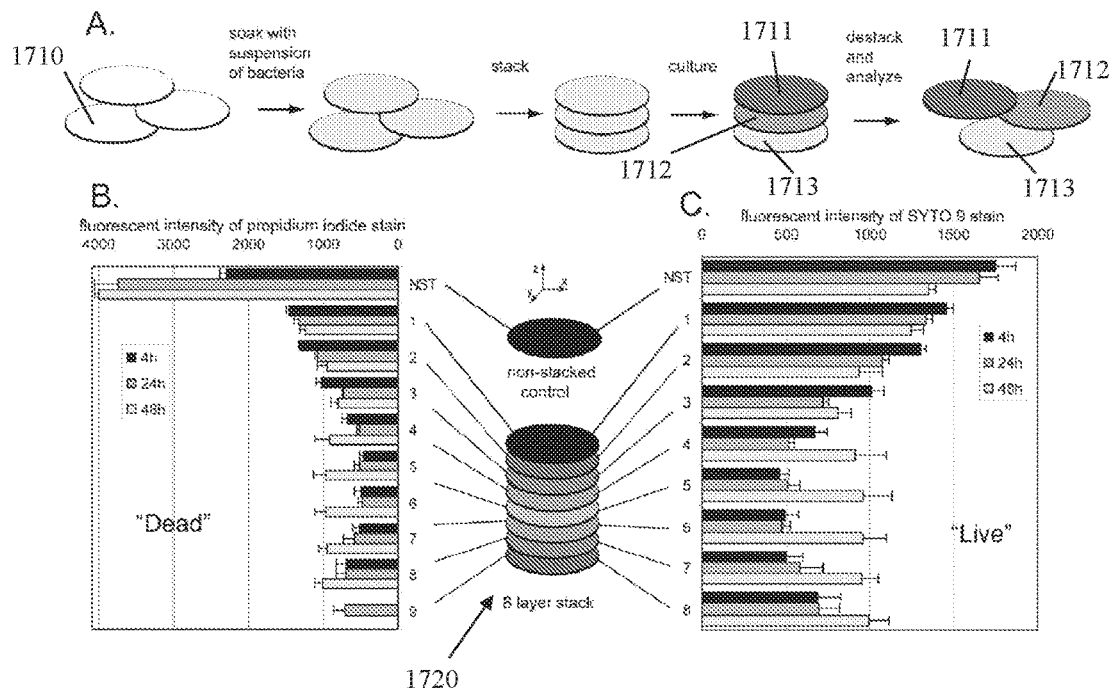 A.
1710
soak with
suspension
of bacteria
stack
culture
1711
1712
1713
destack
and
analyze
1711
1712
1713
B.
fluorescent intensity of propidium iodide stain
4000 3000 2000 1000 0
NST
1
2
3
4
5
6
7
8
9
4h
24h
48h
"Dead"
z
y
x
non-stacked
control
8 layer stack
1720
C.
fluorescent intensity of SYTO 9 stain
0 500 1000 1500 2000
NST
1
2
3
4
5
6
7
8
4h
24h
48h
"Live"